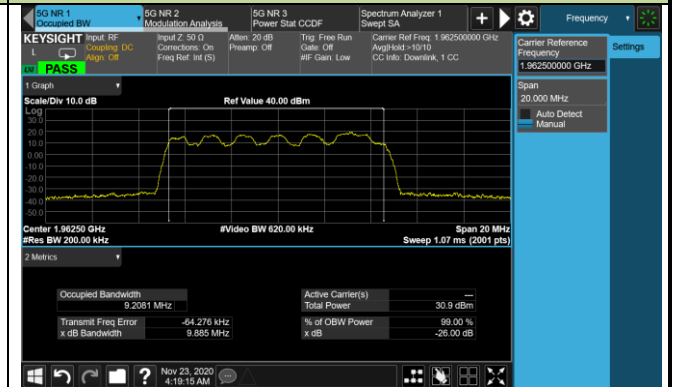 5G NR 1
Occupied BW
5G NR 2
Modulation Analysis
5G NR 3
Power Stat CCDF
Spectrum Analyzer 1
Swept SA
Frequency
KEYSIGHT
L
PASS
Input: RF
Coupling: DC
Align: Off
Input Z: 50 Ω
Corrections: On
Freq Ref: Int (S)
Atten: 20 dB
Preamp: Off
Trig: Free Run
Gate: Off
#IF Gain: Low
Carrier Ref Freq: 1.962500000 GHz
Avg|Hold:>10/10
CC Info: Downlink, 1 CC
Carrier Reference
Frequency
1.962500000 GHz
Settings
Span
20.000 MHz
Auto Detect
Manual
1 Graph
Scale/Div 10.0 dB
Ref Value 40.00 dBm
Log
30.0
20.0
10.0
0.00
-10.0
-20.0
-30.0
-40.0
-50.0
Center 1.96250 GHz
#Video BW 620.00 kHz
Span 20 MHz
#Res BW 200.00 kHz
Sweep 1.07 ms (2001 pts)
2 Metrics
Occupied Bandwidth
9.2081 MHz
Active Carrier(s)
---
Total Power
30.9 dBm
Transmit Freq Error
-64.276 kHz
% of OBW Power
99.00 %
x dB Bandwidth
9.885 MHz
x dB
-26.00 dB
?
Nov 23, 2020
4:19:15 AM